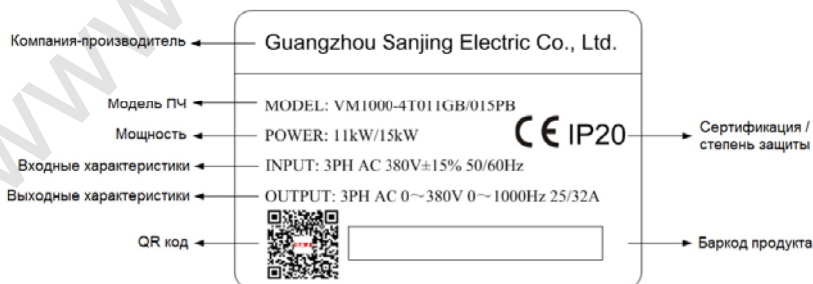 Компания-производитель
Guangzhou Sanjing Electric Co., Ltd.
Модель ПЧ
MODEL: VM1000-4T011GB/015PB
Мощность
POWER: 11kW/15kW
CE IP20
Сертификация /
степень защиты
Входные характеристики
INPUT: 3PH AC 380V±15% 50/60Hz
Выходные характеристики
OUTPUT: 3PH AC 0～380V 0～1000Hz 25/32A
QR код
Баркод продукта